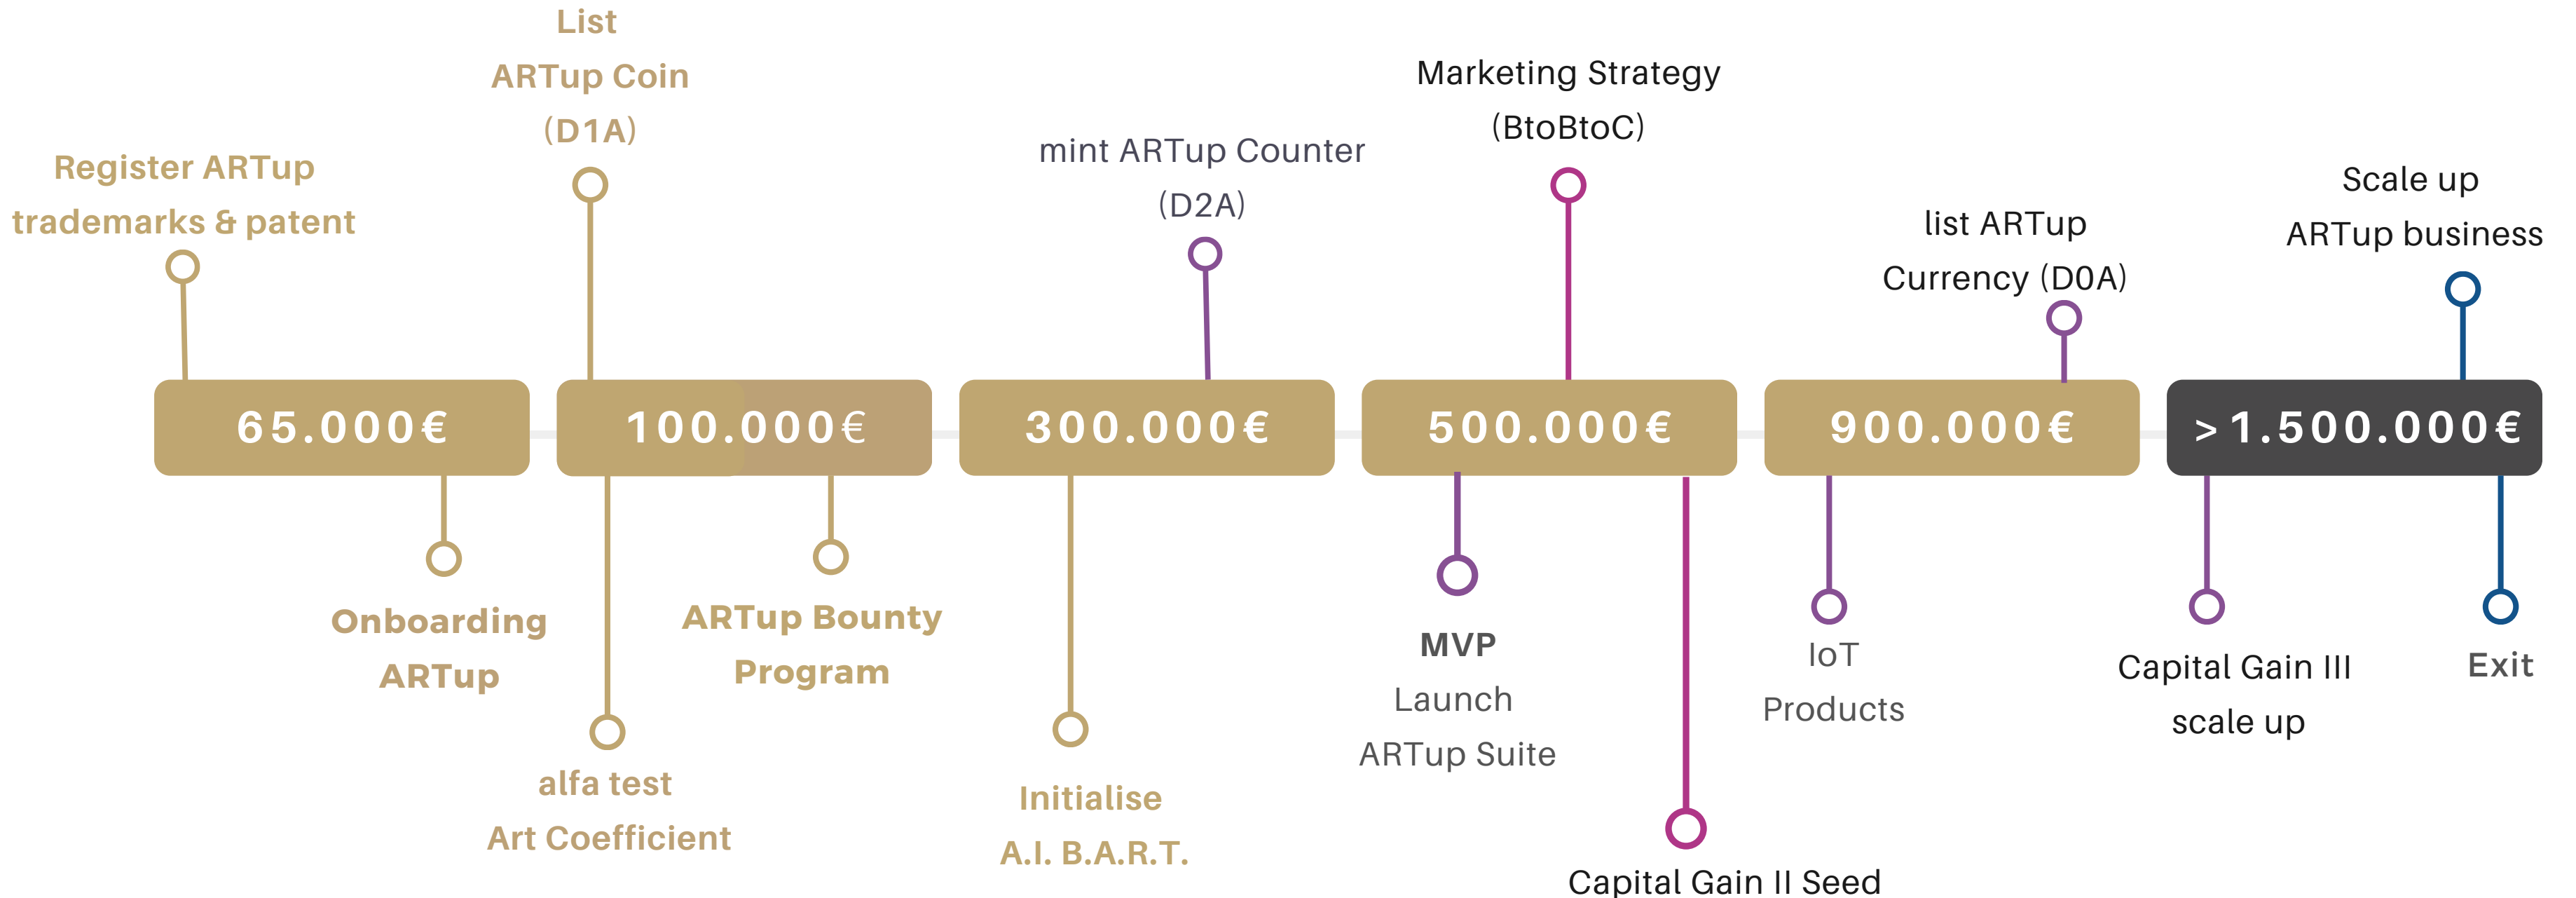 List
ARTup Coin
(D1A)
Register ARTup
trademarks & patent
mint ARTup Counter
(D2A)
Marketing Strategy
(BtoBtoC)
list ARTup
Currency (D0A)
Scale up
ARTup business
65.000€
100.000€
300.000€
500.000€
900.000€
>1.500.000€
Onboarding
ARTup
alfa test
Art Coefficient
ARTup Bounty
Program
Initialise
A.I. B.A.R.T.
MVP
Launch
ARTup Suite
Capital Gain II Seed
IoT
Products
Capital Gain III
scale up
Exit